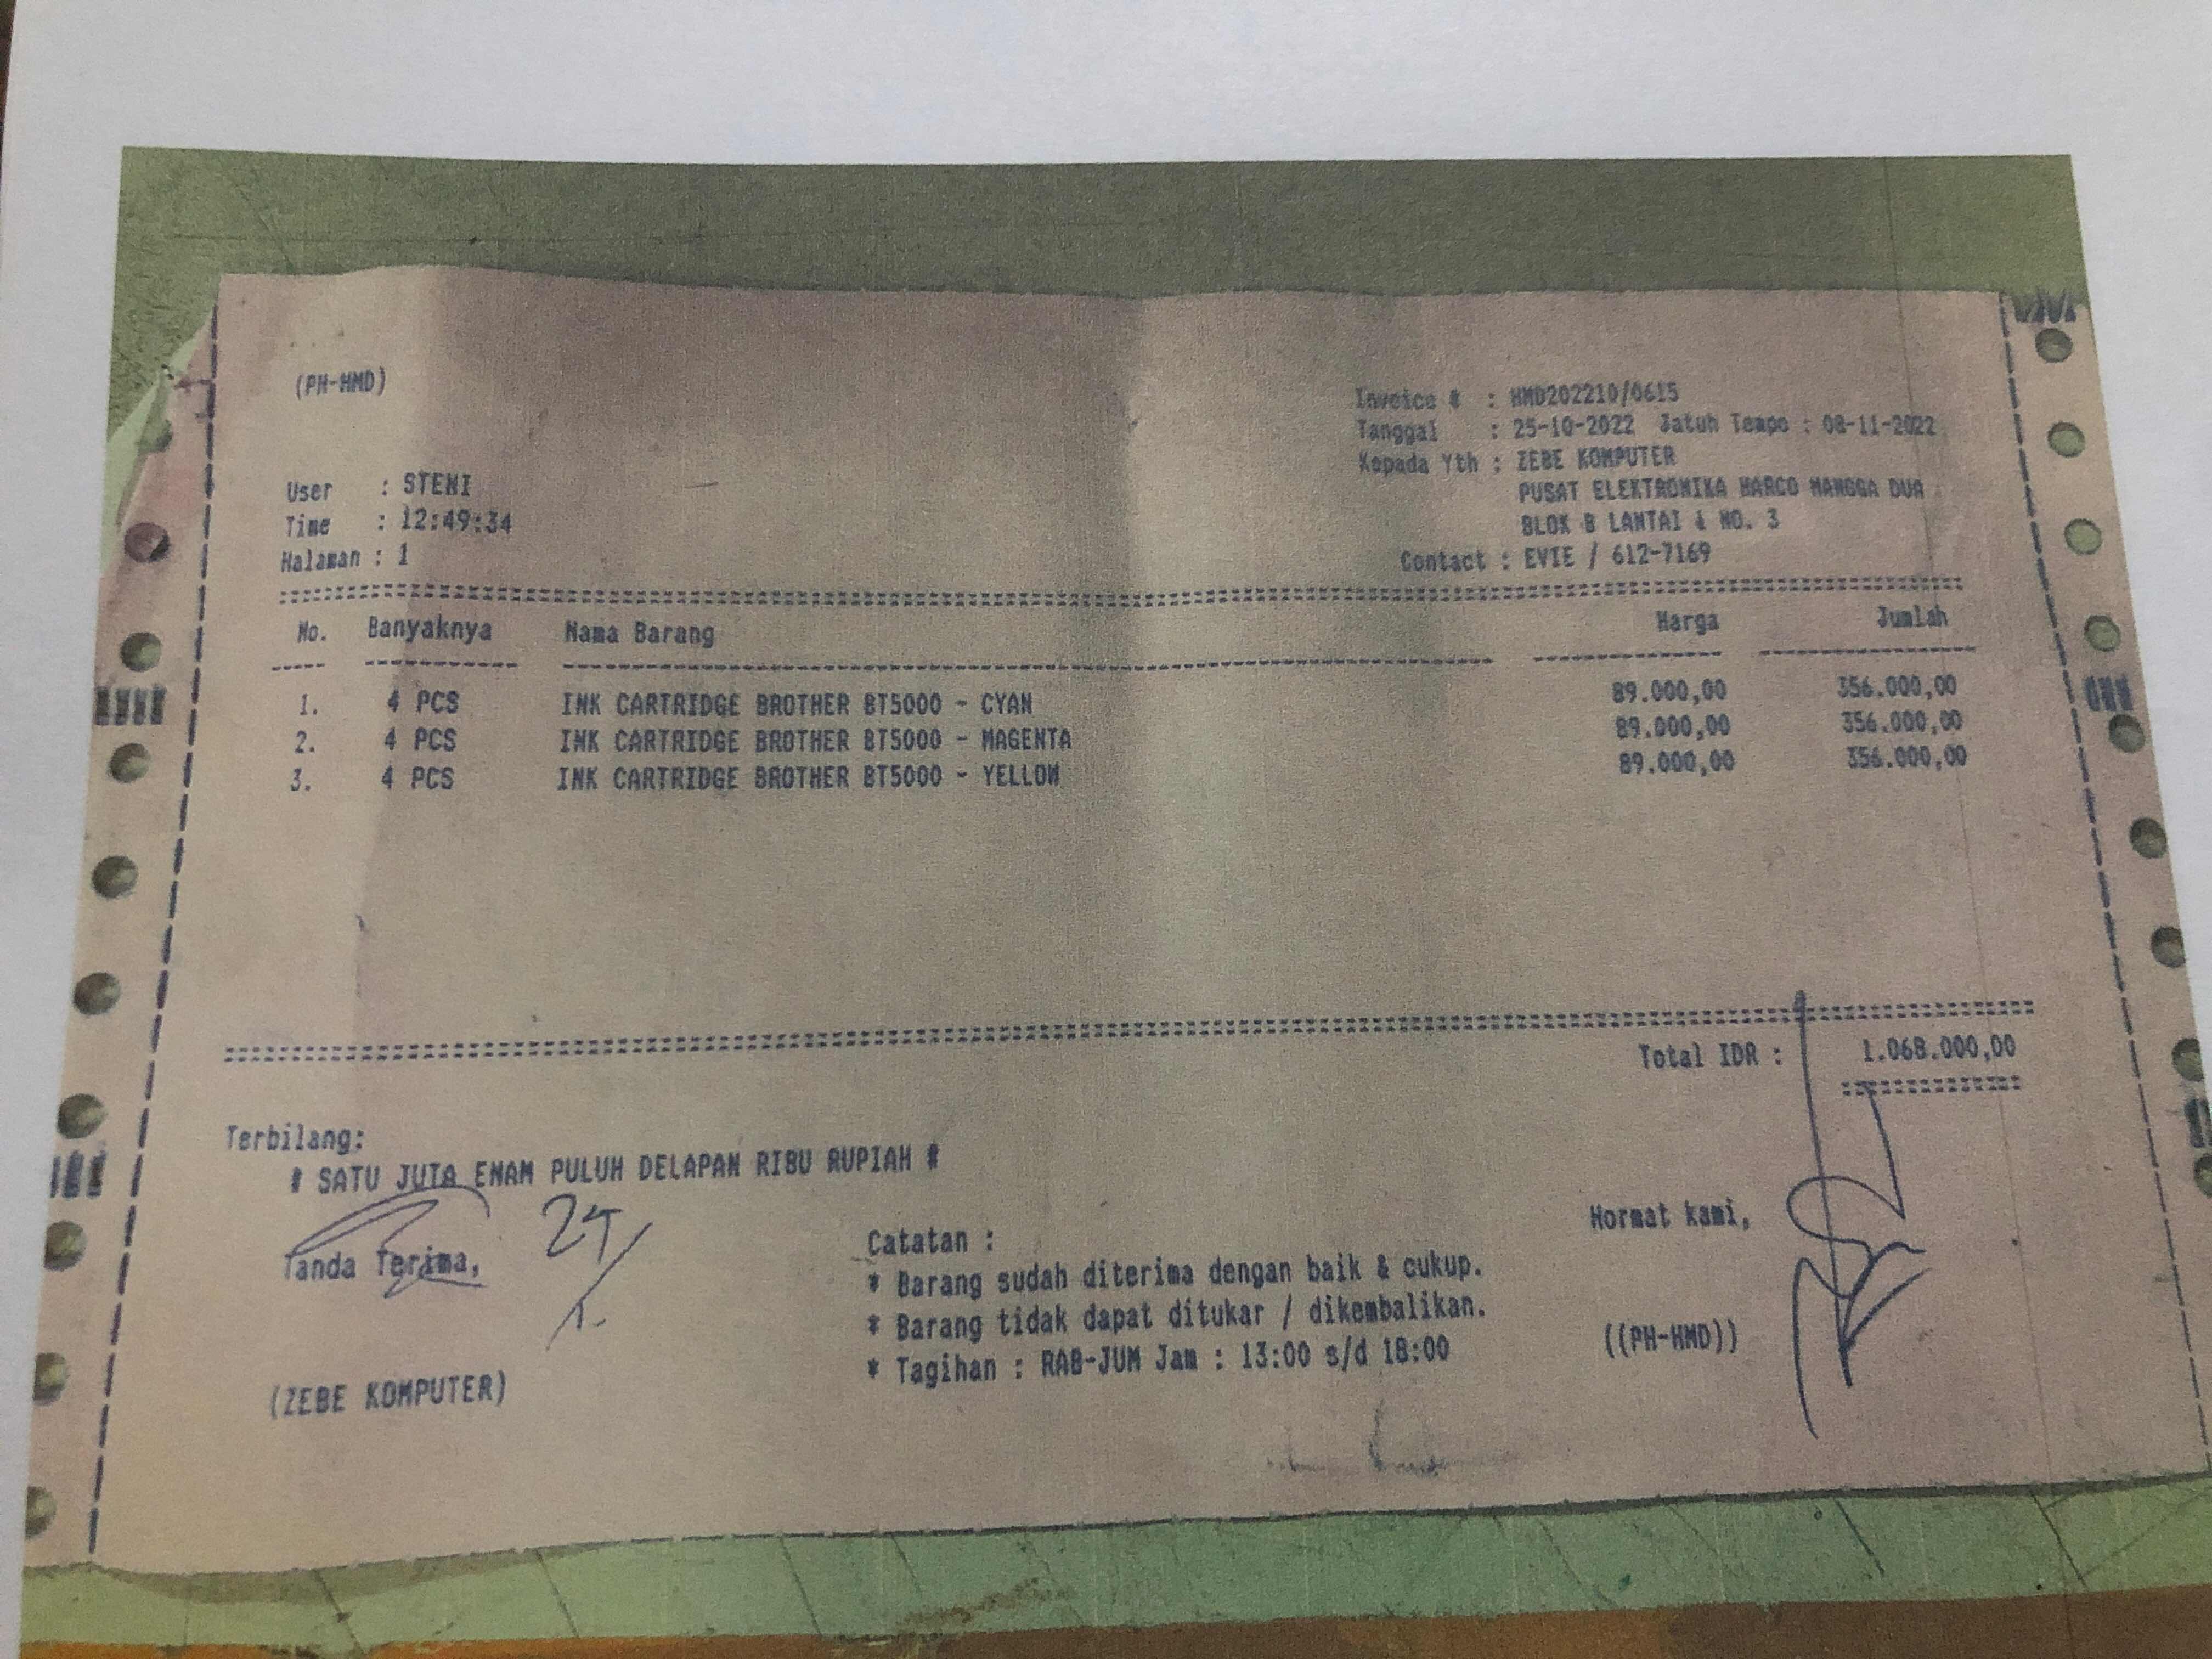 (PH-HMD)
Invoice # : HMD202210/0615
Tanggal : 25-10-2022 Jatuh Tempo : 08-11-2022
Kepada Yth : ZEBE KOMPUTER
PUSAT ELEKTRONIKA HARCO MANGGA DUA
BLOK B LANTAI 1 NO. 3
Contact : EVIE / 612-7169
User : STENI
Time : 12:49:34
Halaman : 1
No. Banyaknya Nama Barang Harga Jumlah
1. 4 PCS INK CARTRIDGE BROTHER BT5000 - CYAN 89.000,00 356.000,00
2. 4 PCS INK CARTRIDGE BROTHER BT5000 - MAGENTA 89.000,00 356.000,00
3. 4 PCS INK CARTRIDGE BROTHER BT5000 - YELLOW 89.000,00 356.000,00
Total IDR : 1.068.000,00
Terbilang:
# SATU JUTA ENAM PULUH DELAPAN RIBU RUPIAH #
Tanda Terima,
(ZEBE KOMPUTER)
Catatan :
* Barang sudah diterima dengan baik & cukup.
* Barang tidak dapat ditukar / dikembalikan.
* Tagihan : RAB-JUM Jam : 13:00 s/d 18:00
Hormat kami,
((PH-HMD))